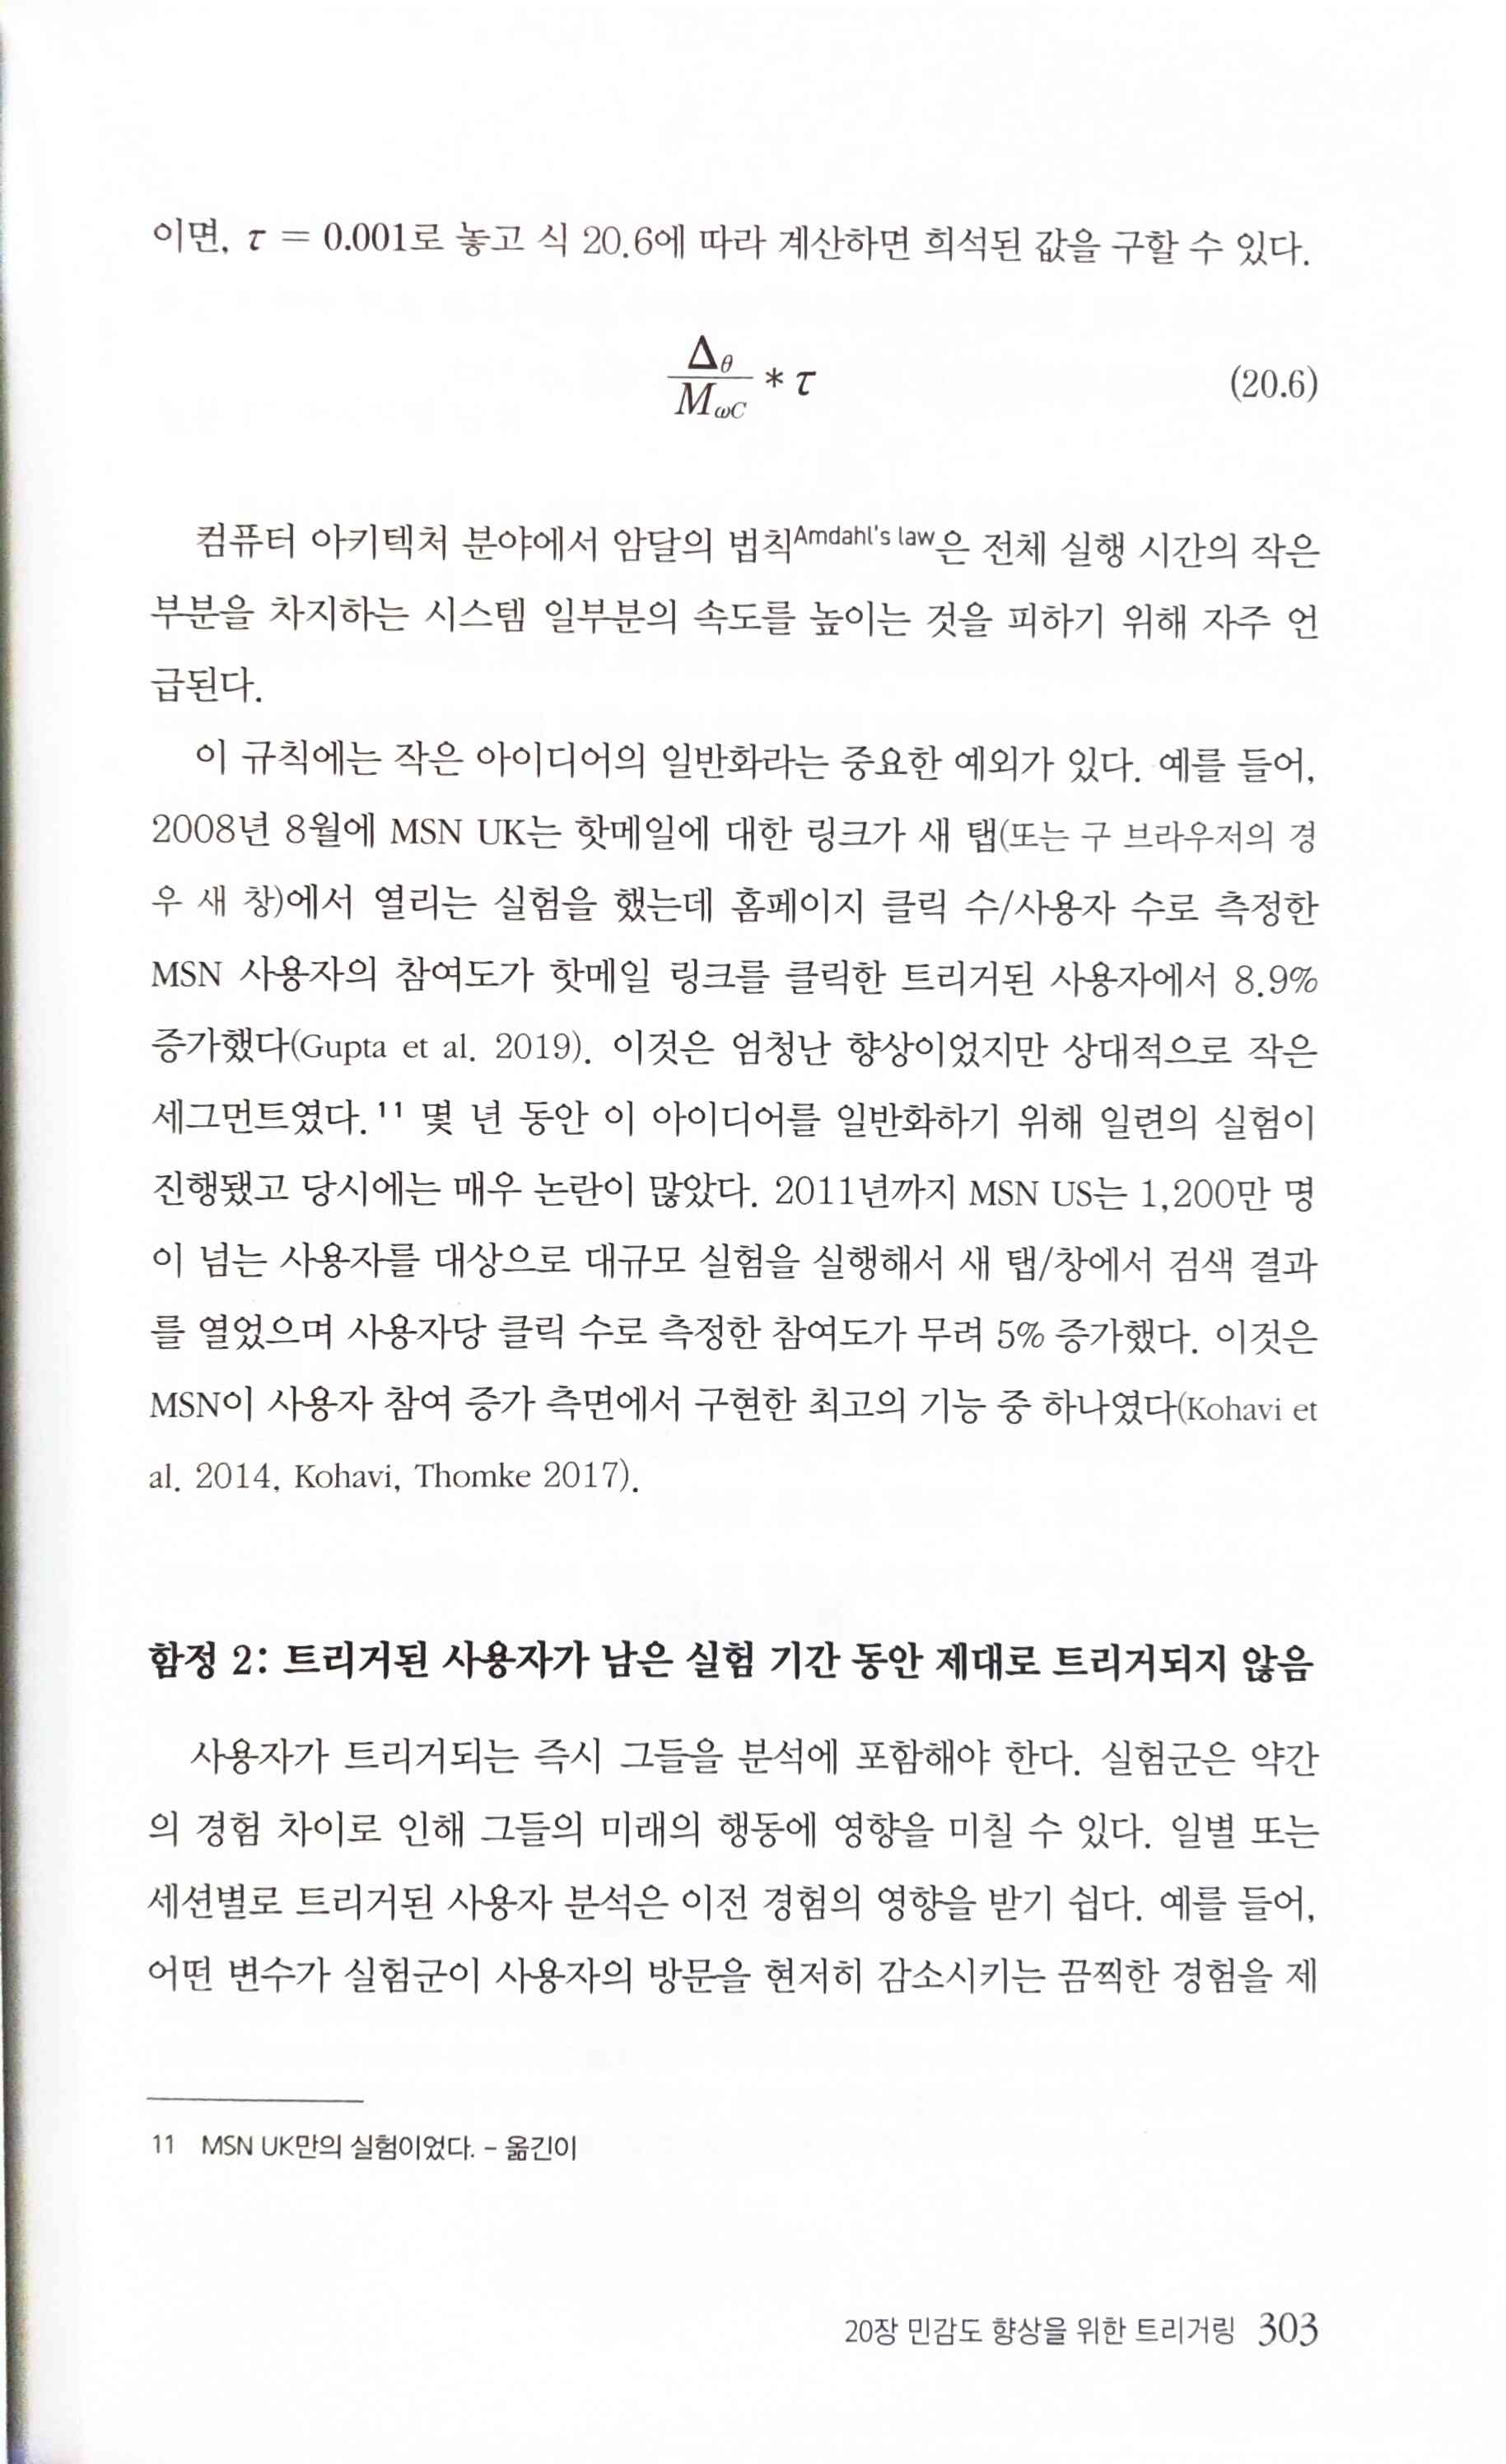 이면, τ = 0.001로 놓고 식 20.6에 따라 계산하면 희석된 값을 구할 수 있다.
Δθ / MωC * τ (20.6)
컴퓨터 아키텍처 분야에서 암달의 법칙Amdahl's law은 전체 실행 시간의 작은
부분을 차지하는 시스템 일부분의 속도를 높이는 것을 피하기 위해 자주 언
급된다.
이 규칙에는 작은 아이디어의 일반화라는 중요한 예외가 있다. 예를 들어,
2008년 8월에 MSN UK는 핫메일에 대한 링크가 새 탭(또는 구 브라우저의 경
우 새 창)에서 열리는 실험을 했는데 홈페이지 클릭 수/사용자 수로 측정한
MSN 사용자의 참여도가 핫메일 링크를 클릭한 트리거된 사용자에서 8.9%
증가했다(Gupta et al. 2019). 이것은 엄청난 향상이었지만 상대적으로 작은
세그먼트였다.11 몇 년 동안 이 아이디어를 일반화하기 위해 일련의 실험이
진행됐고 당시에는 매우 논란이 많았다. 2011년까지 MSN US는 1,200만 명
이 넘는 사용자를 대상으로 대규모 실험을 실행해서 새 탭/창에서 검색 결과
를 열었으며 사용자당 클릭 수로 측정한 참여도가 무려 5% 증가했다. 이것은
MSN이 사용자 참여 증가 측면에서 구현한 최고의 기능 중 하나였다(Kohavi et
al. 2014, Kohavi, Thomke 2017).
함정 2: 트리거된 사용자가 남은 실험 기간 동안 제대로 트리거되지 않음
사용자가 트리거되는 즉시 그들을 분석에 포함해야 한다. 실험군은 약간
의 경험 차이로 인해 그들의 미래의 행동에 영향을 미칠 수 있다. 일별 또는
세션별로 트리거된 사용자 분석은 이전 경험의 영향을 받기 쉽다. 예를 들어,
어떤 변수가 실험군이 사용자의 방문을 현저히 감소시키는 끔찍한 경험을 제
11 MSN UK만의 실험이었다. – 옮긴이
20장 민감도 향상을 위한 트리거링 303